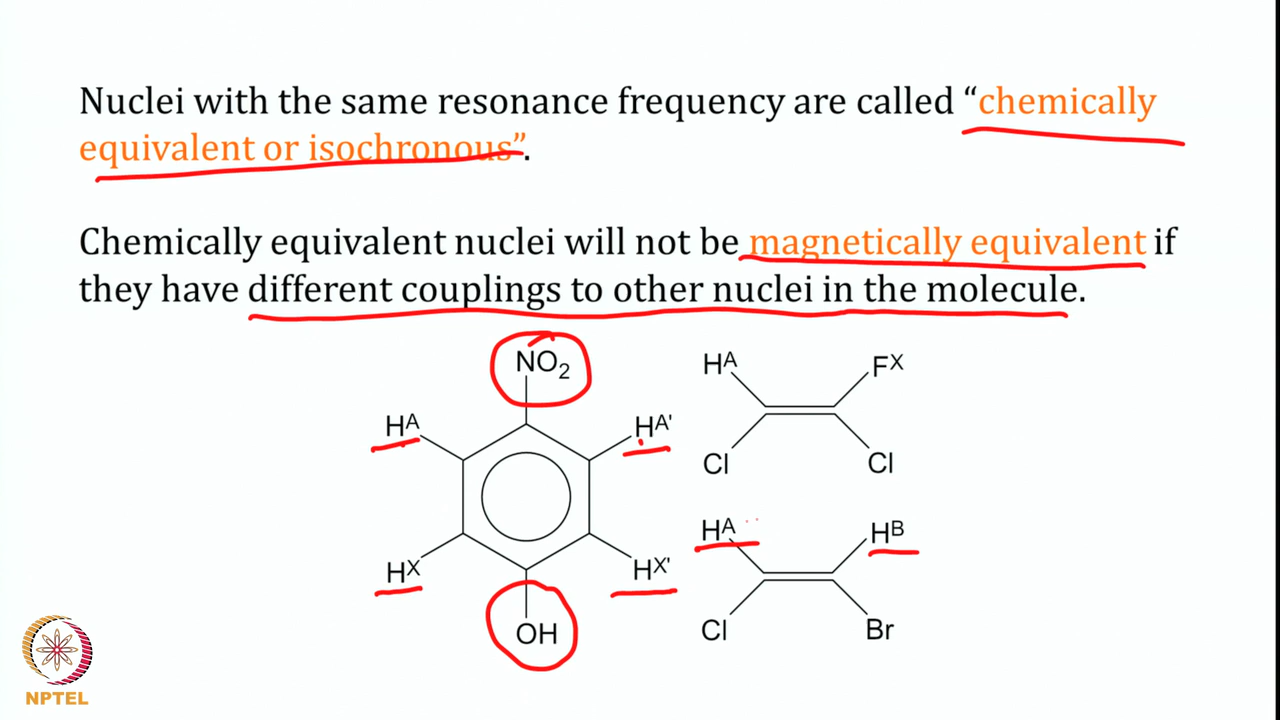 Nuclei with the same resonance frequency are called “chemically
equivalent or isochronous”.
Chemically equivalent nuclei will not be magnetically equivalent if
they have different couplings to other nuclei in the molecule.
NO₂
Hᴬ
Hᴬ'
Hˣ
Hˣ'
OH
Hᴬ
Fˣ
Cl
Cl
Hᴬ
Hᴮ
Cl
Br
NPTEL